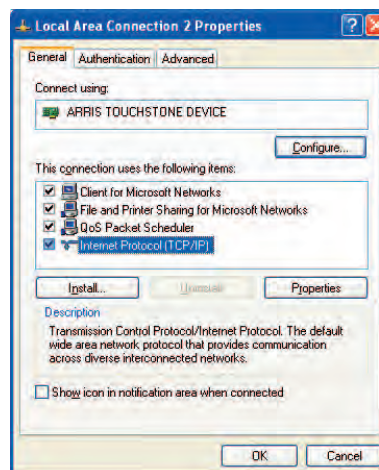 Local Area Connection 2 Properties
General Authentication Advanced
Connect using:
ARRIS TOUCHSTONE DEVICE
Configure...
This connection uses the following items:
Client for Microsoft Networks
File and Printer Sharing for Microsoft Networks
QoS Packet Scheduler
Internet Protocol (TCP/IP)
Install... Uninstall Properties
Description
Transmission Control Protocol/Internet Protocol. The default
wide area network protocol that provides communication
across diverse interconnected networks.
Show icon in notification area when connected
OK Cancel